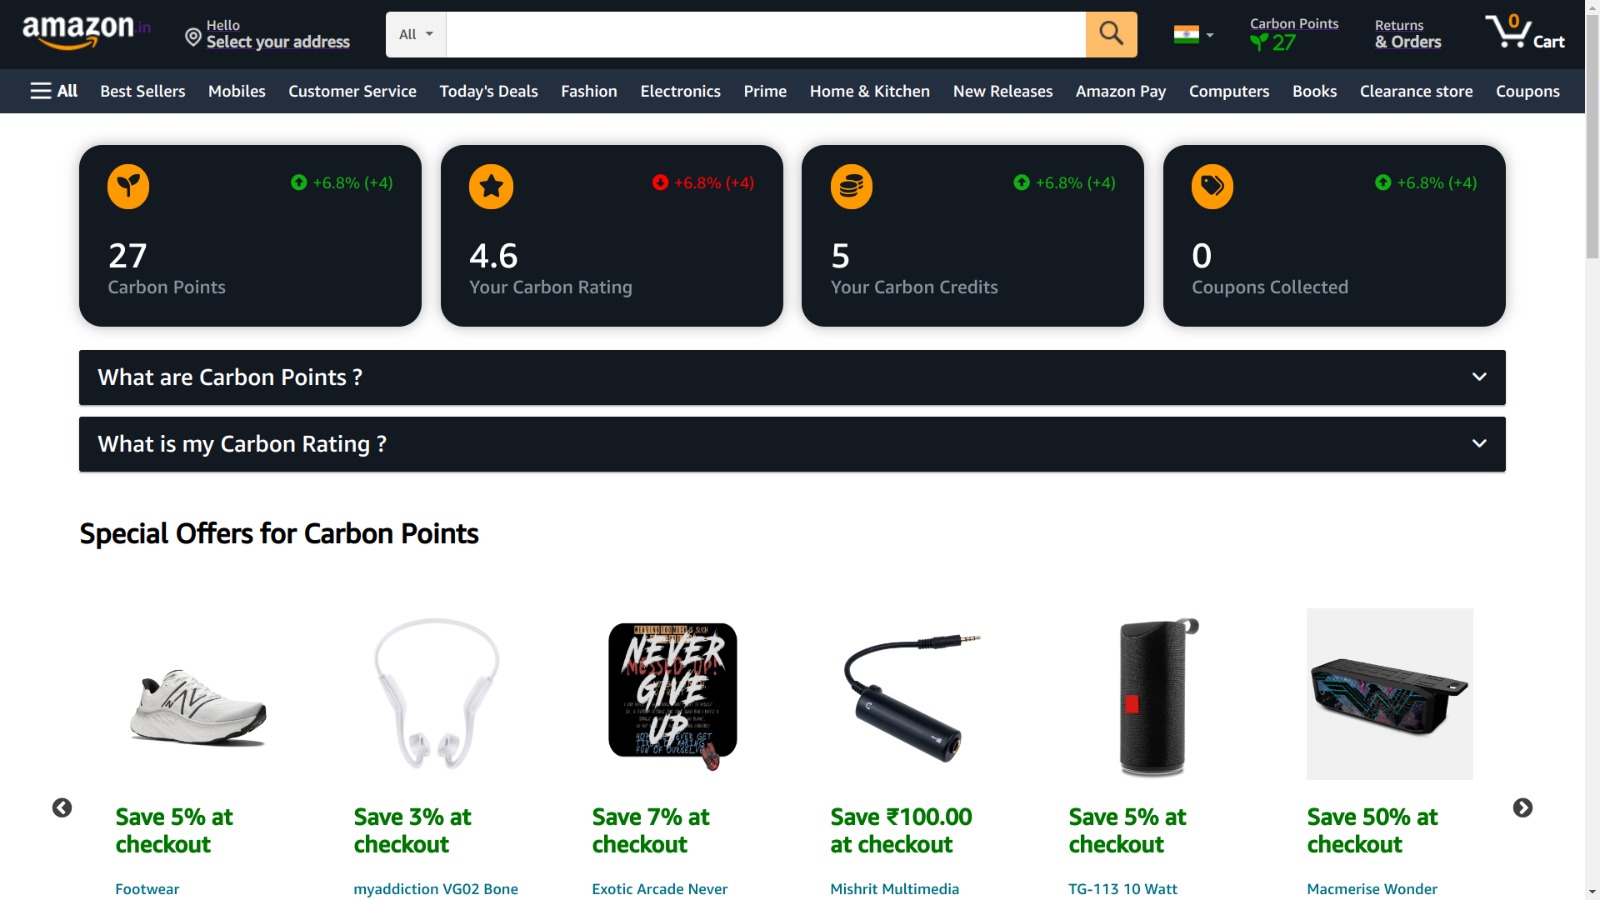 amazon.in
Hello
Select your address
All
Carbon Points
27
Returns
& Orders
0
Cart
All Best Sellers Mobiles Customer Service Today's Deals Fashion Electronics Prime Home & Kitchen New Releases Amazon Pay Computers Books Clearance store Coupons
+6.8% (+4)
27
Carbon Points
+6.8% (+4)
4.6
Your Carbon Rating
+6.8% (+4)
5
Your Carbon Credits
+6.8% (+4)
0
Coupons Collected
What are Carbon Points ?
What is my Carbon Rating ?
Special Offers for Carbon Points
NEVER
MESSED UP!
GIVE
UP
Save 5% at
checkout
Footwear
Save 3% at
checkout
myaddiction VG02 Bone
Save 7% at
checkout
Exotic Arcade Never
Save ₹100.00
at checkout
Mishrit Multimedia
Save 5% at
checkout
TG-113 10 Watt
Save 50% at
checkout
Macmerise Wonder